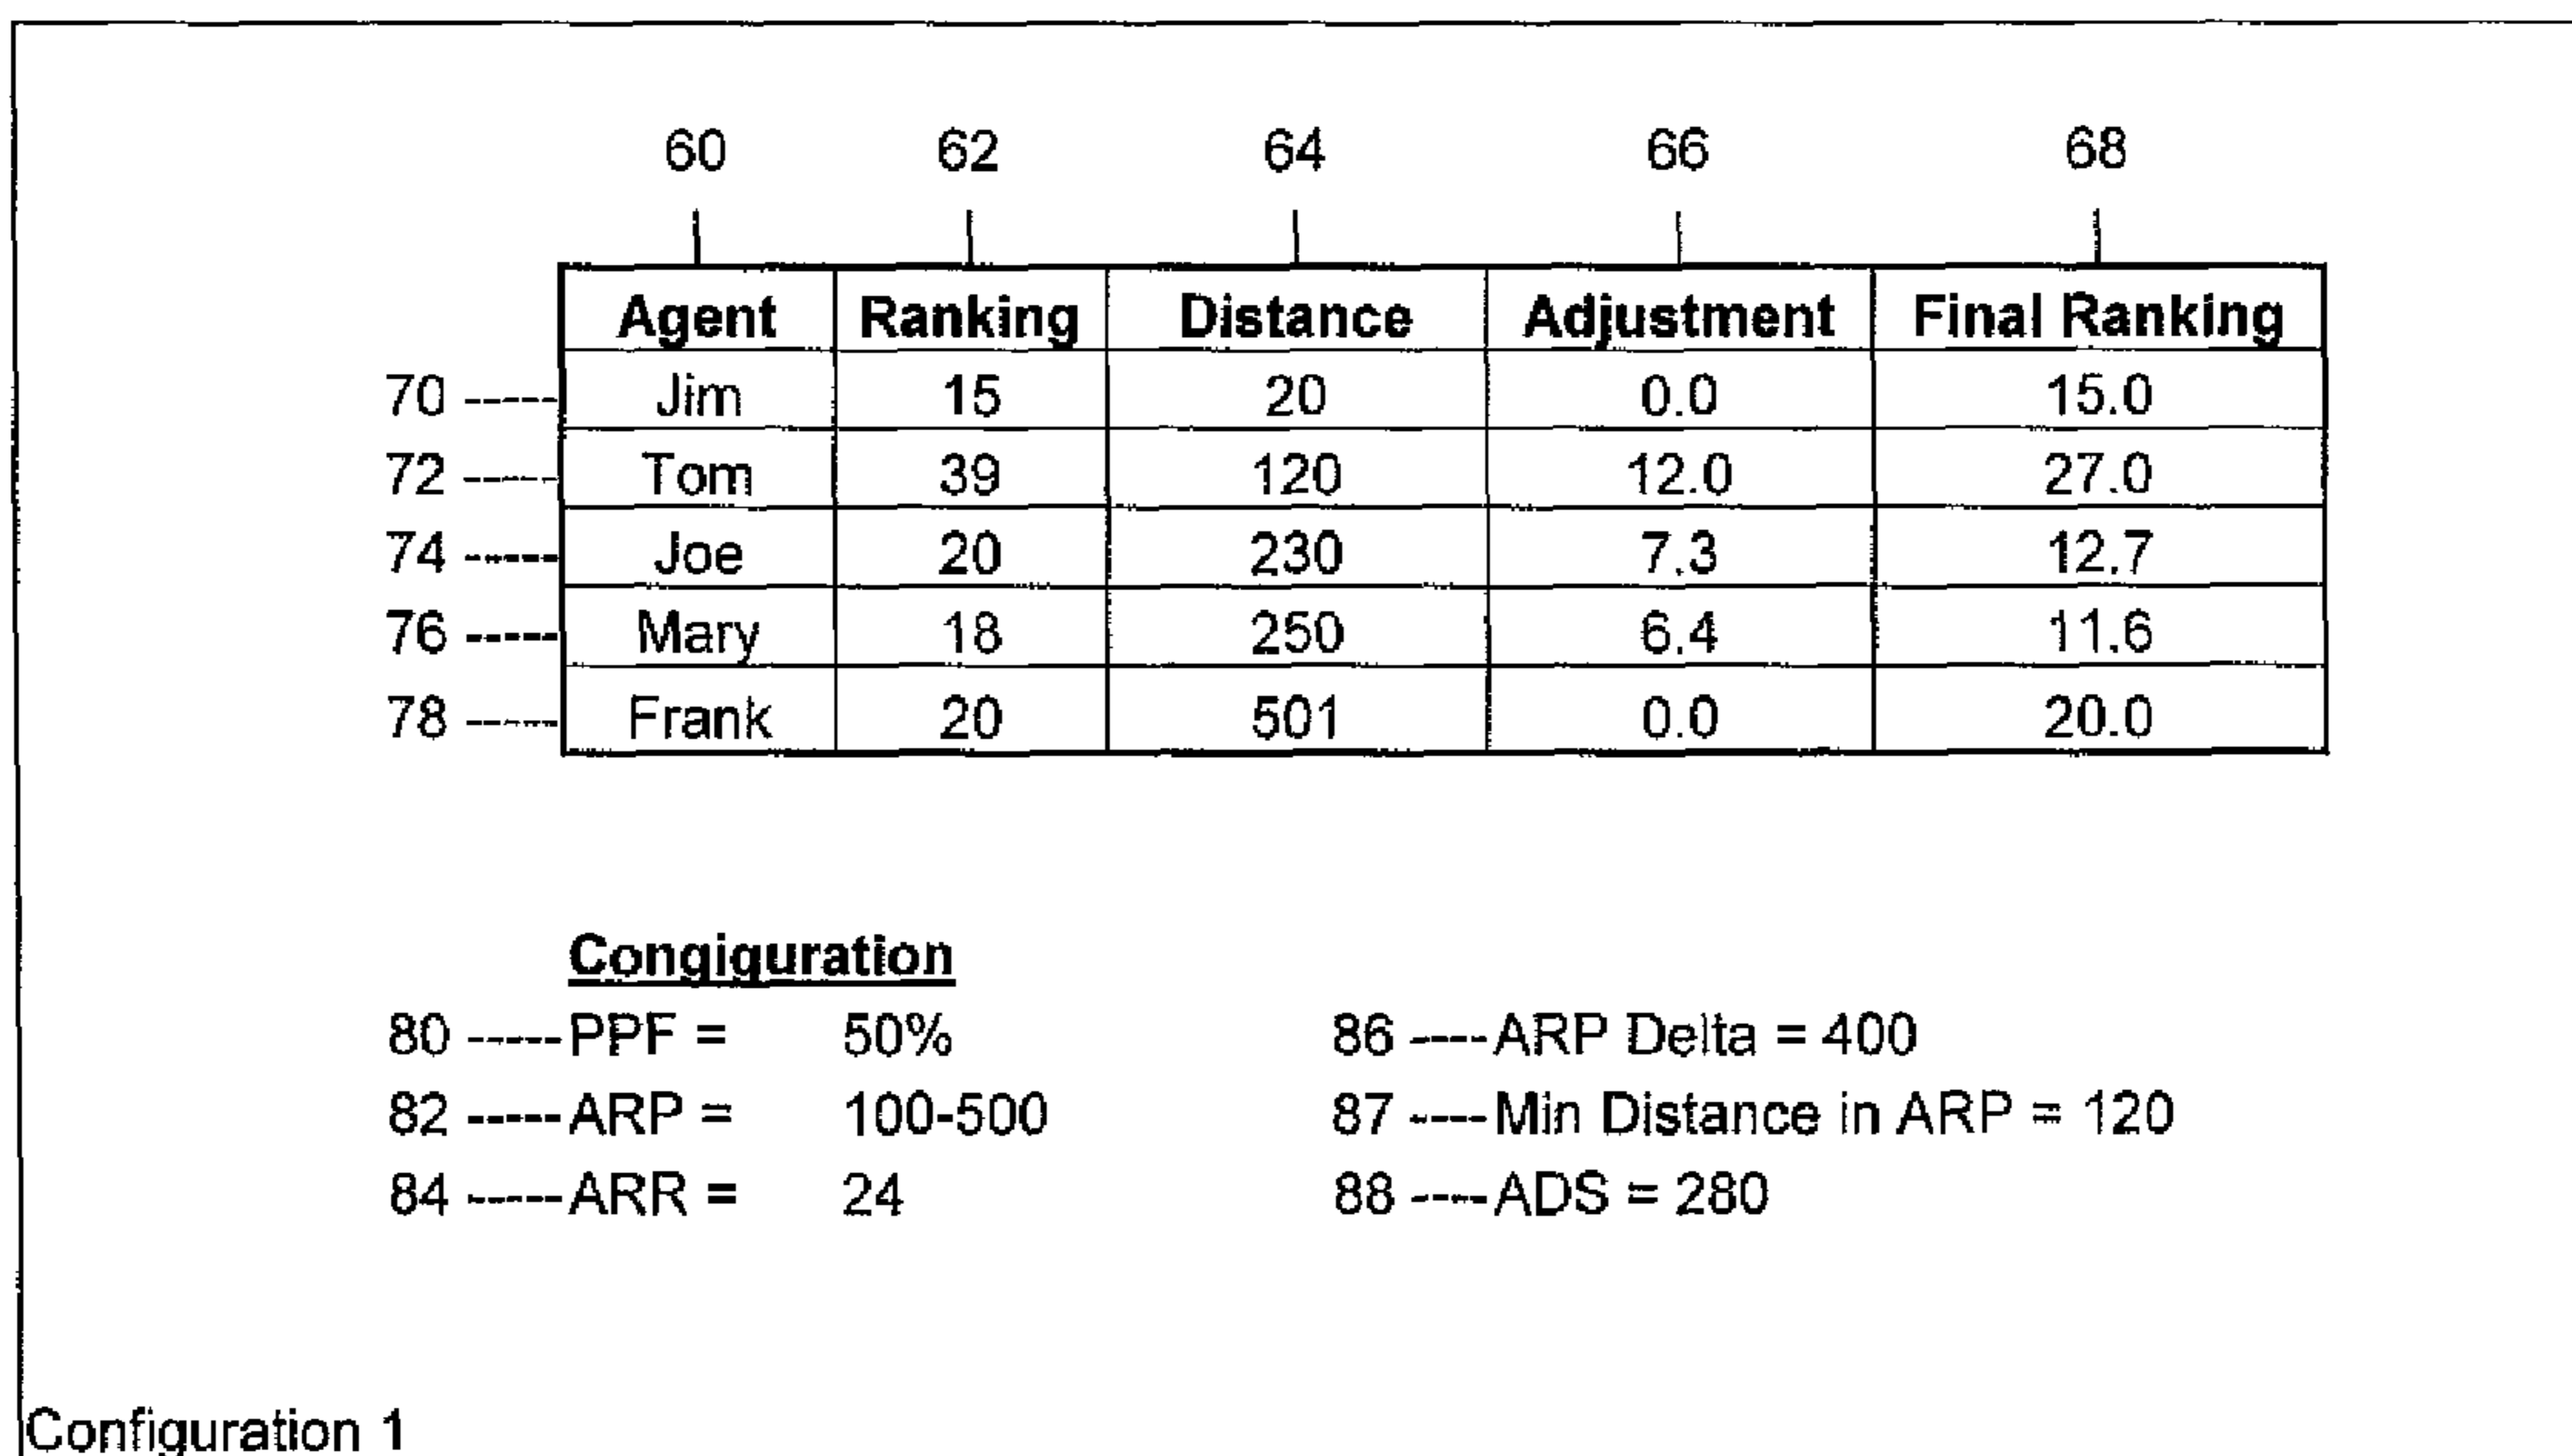 60 62 64 66 68
Agent Ranking Distance Adjustment Final Ranking
70 ----- Jim 15 20 0.0 15.0
72 ----- Tom 39 120 12.0 27.0
74 ----- Joe 20 230 7.3 12.7
76 ----- Mary 18 250 6.4 11.6
78 ----- Frank 20 501 0.0 20.0
Congiguration
80 ----- PPF = 50% 86 ---- ARP Delta = 400
82 ----- ARP = 100-500 87 ---- Min Distance in ARP = 120
84 ----- ARR = 24 88 ---- ADS = 280
Configuration 1